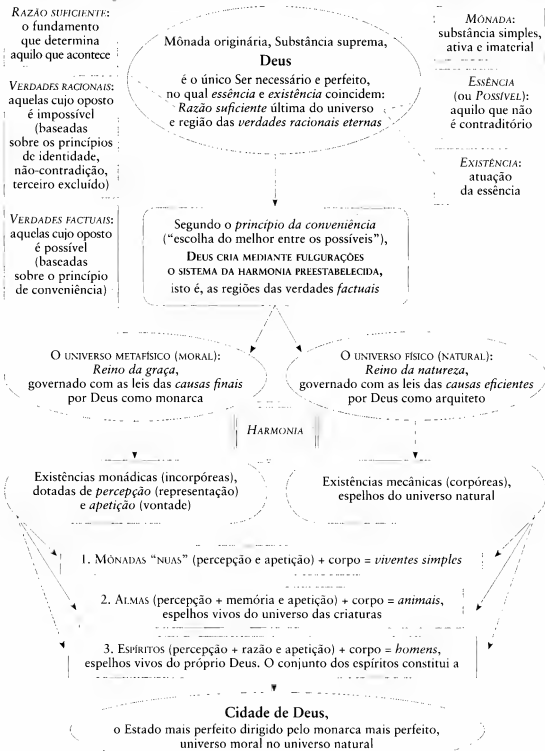 RAZÃO SUFICIENTE:
o fundamento
que determina
aquilo que acontece
VERDADES RACIONAIS:
aquelas cujo oposto
é impossível
(baseadas
sobre os princípios
de identidade,
não-contradição,
terceiro excluído)
VERDADES FACTUAIS:
aquelas cujo oposto
é possível
(baseadas
sobre o princípio
de conveniência)
Mônada originária, Substância suprema,
Deus
é o único Ser necessário e perfeito,
no qual essência e existência coincidem:
Razão suficiente última do universo
e região das verdades racionais eternas
MÔNADA:
substância simples,
ativa e imaterial
ESSÊNCIA
(ou POSSÍVEL):
aquilo que não
é contraditório
EXISTÊNCIA:
atuação
da essência
Segundo o princípio da conveniência
(“escolha do melhor entre os possíveis”),
DEUS CRIA MEDIANTE FULGURAÇÕES
O SISTEMA DA HARMONIA PREESTABELECIDA,
isto é, as regiões das verdades factuais
O UNIVERSO METAFÍSICO (MORAL):
Reino da graça,
governado com as leis das causas finais
por Deus como monarca
O UNIVERSO FÍSICO (NATURAL):
Reino da natureza,
governado com as leis das causas eficientes
por Deus como arquiteto
HARMONIA
Existências monádicas (incorpóreas),
dotadas de percepção (representação)
e apetição (vontade)
Existências mecânicas (corpóreas),
espelhos do universo natural
1. MÔNADAS “NUAS” (percepção e apetição) + corpo = viventes simples
2. ALMAS (percepção + memória e apetição) + corpo = animais,
espelhos vivos do universo das criaturas
3. ESPÍRITOS (percepção + razão e apetição) + corpo = homens,
espelhos vivos do próprio Deus. O conjunto dos espíritos constitui a
Cidade de Deus,
o Estado mais perfeito dirigido pelo monarca mais perfeito,
universo moral no universo natural